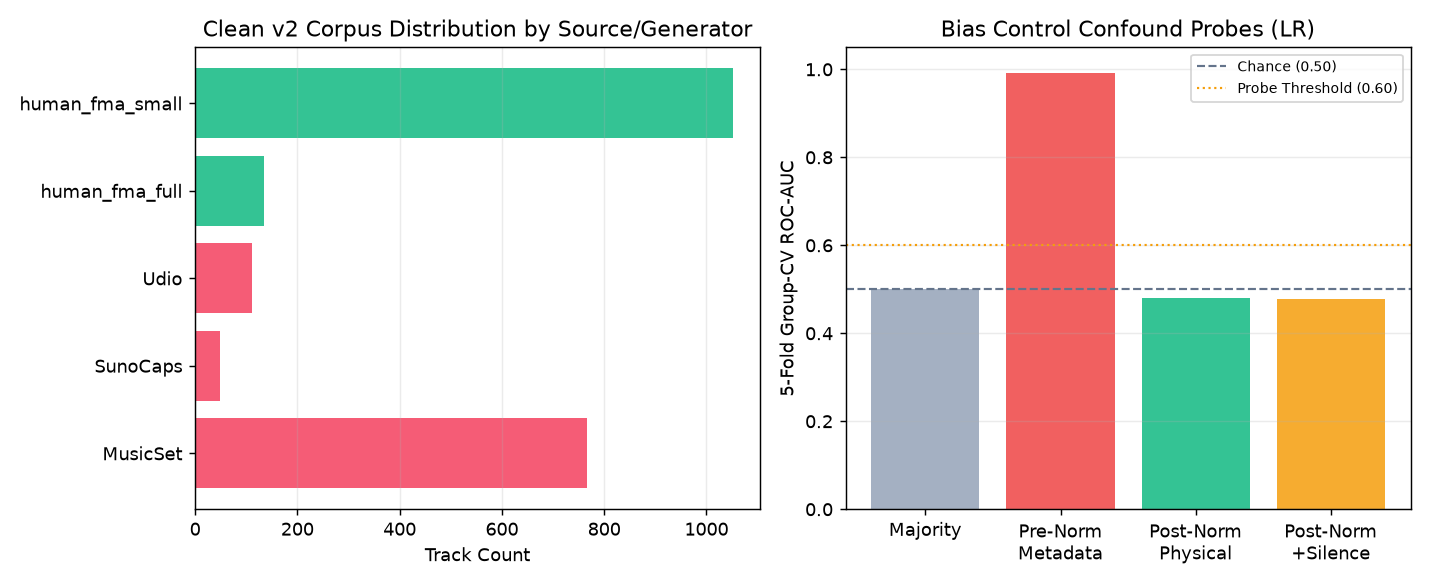 Clean v2 Corpus Distribution by Source/Generator
human_fma_small
human_fma_full
Udio
SunoCaps
MusicSet
0 200 400 600 800 1000
Track Count
Bias Control Confound Probes (LR)
Chance (0.50)
Probe Threshold (0.60)
5-Fold Group-CV ROC-AUC
1.0
0.8
0.6
0.4
0.2
0.0
Majority
Pre-Norm
Metadata
Post-Norm
Physical
Post-Norm
+Silence